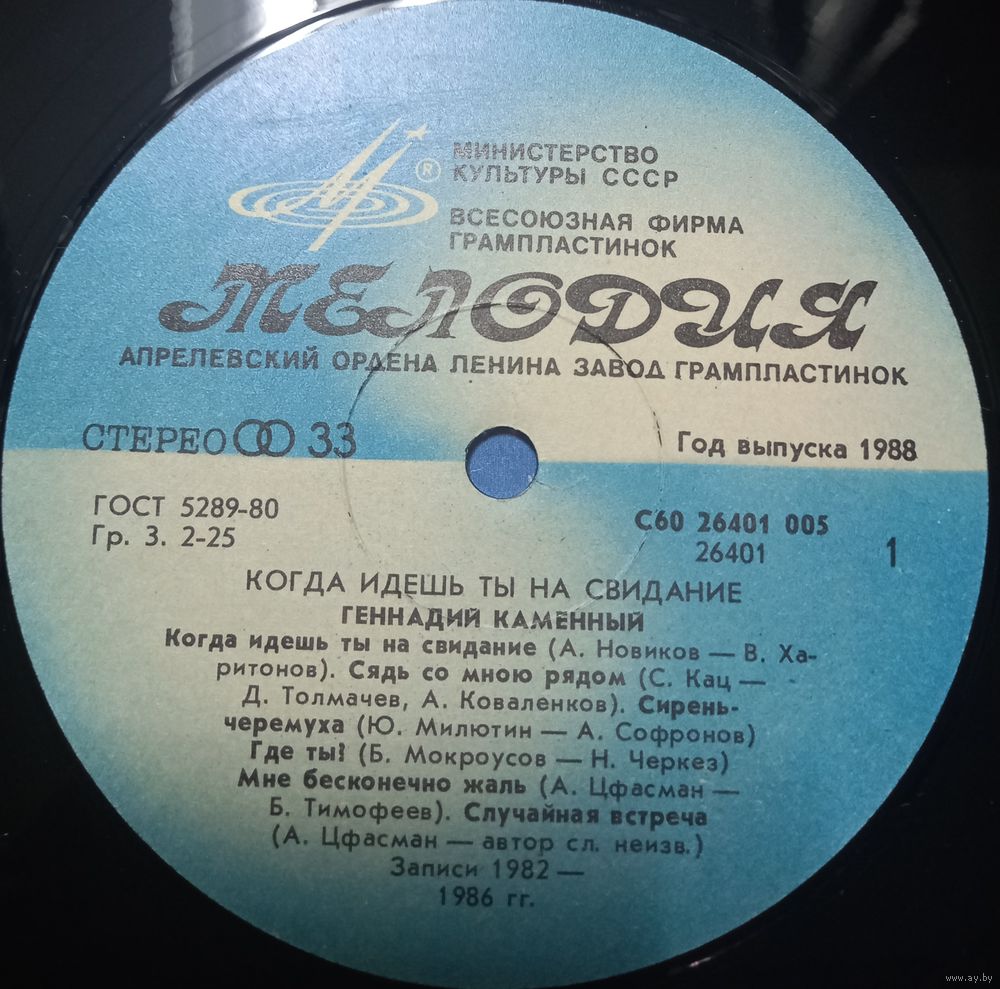 ®
МИНИСТЕРСТВО
КУЛЬТУРЫ СССР
ВСЕСОЮЗНАЯ ФИРМА
ГРАМПЛАСТИНОК
МЕЛОДИЯ
АПРЕЛЕВСКИЙ ОРДЕНА ЛЕНИНА ЗАВОД ГРАМПЛАСТИНОК
СТЕРЕО 33
Год выпуска 1988
ГОСТ 5289-80
Гр. 3. 2-25
С60 26401 005
26401
1
КОГДА ИДЕШЬ ТЫ НА СВИДАНИЕ
ГЕННАДИЙ КАМЕННЫЙ
Когда идешь ты на свидание (А. Новиков — В. Ха-
ритонов). Сядь со мною рядом (С. Кац —
Д. Толмачев, А. Коваленков). Сирень-
черемуха (Ю. Милютин — А. Софронов)
Где ты? (Б. Мокроусов — Н. Черкез)
Мне бесконечно жаль (А. Цфасман —
Б. Тимофеев). Случайная встреча
(А. Цфасман — автор сл. неизв.)
Записи 1982 —
1986 гг.
www.ay.by